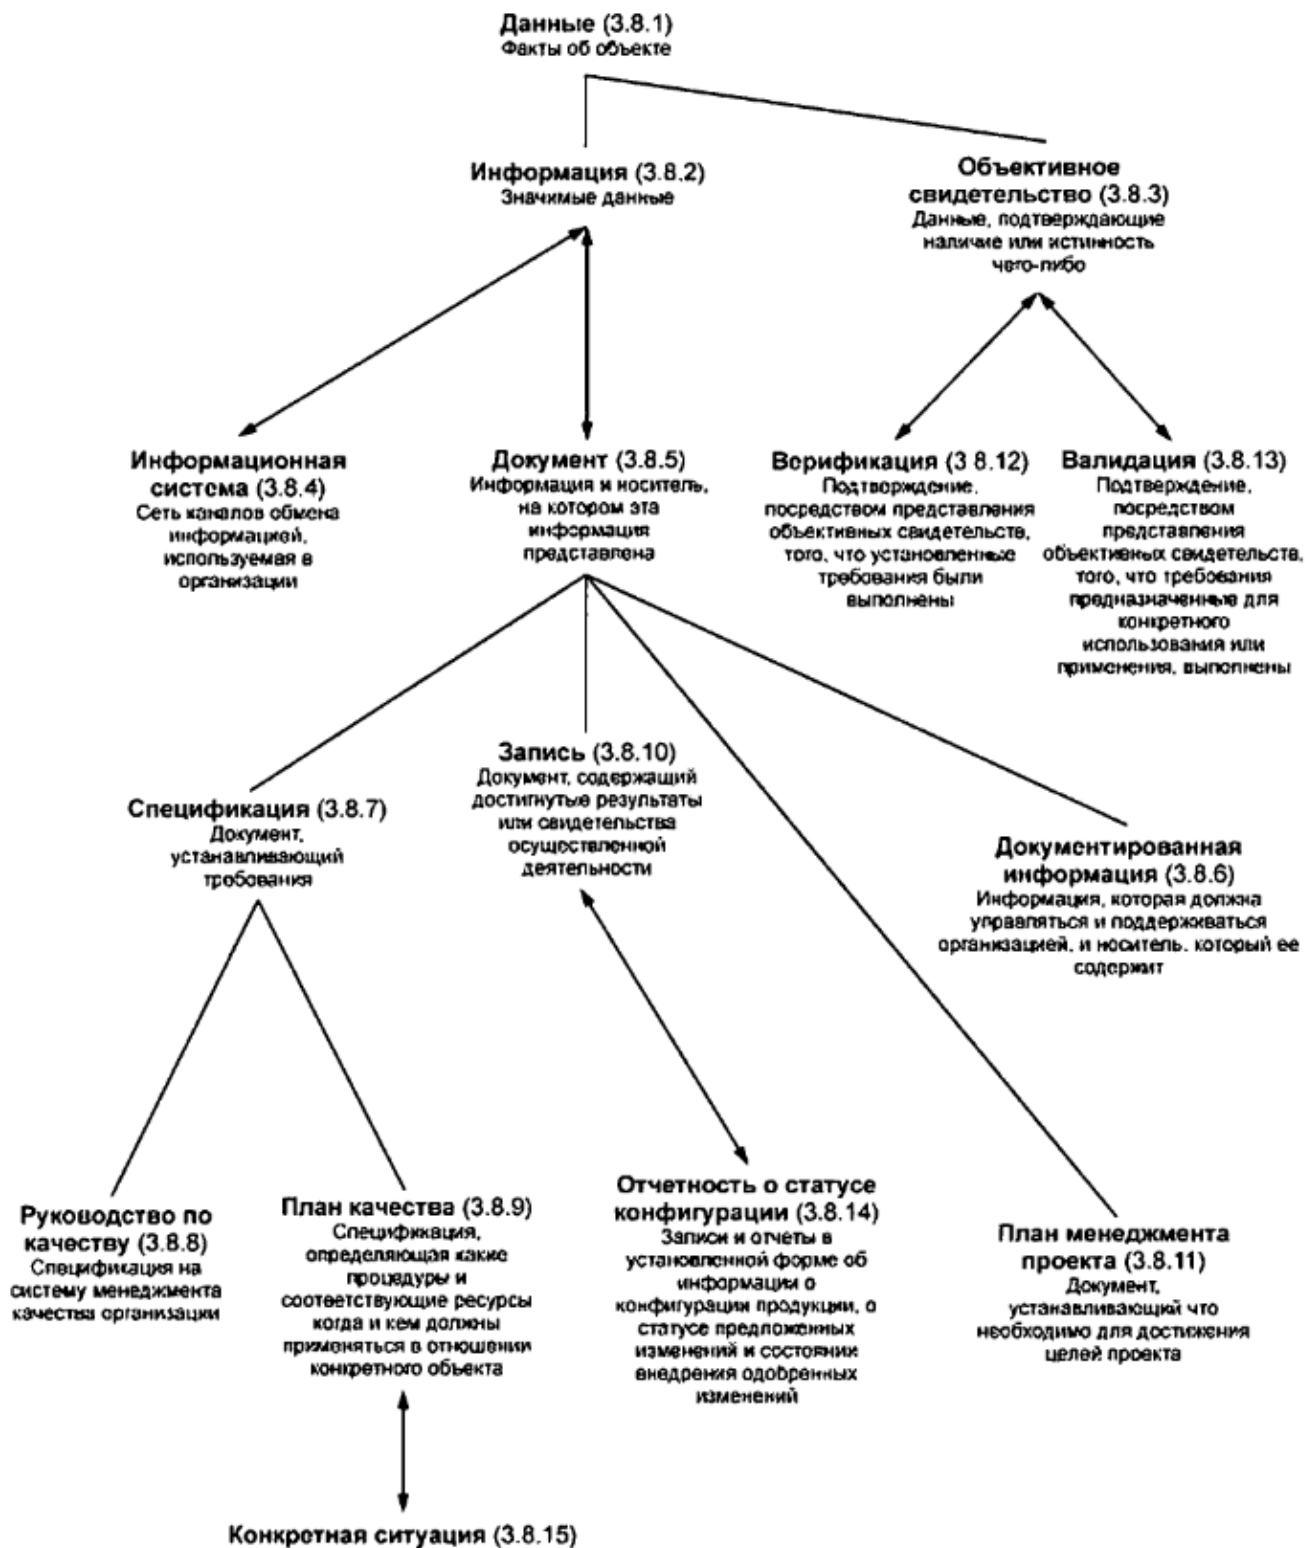 Данные (3.8.1)
Факты об объекте
Информация (3.8.2)
Значимые данные
Объективное
свидетельство (3.8.3)
Данные, подтверждающие
наличие или истинность
чего-либо
Информационная
система (3.8.4)
Сеть каналов обмена
информацией,
используемая в
организации
Документ (3.8.5)
Информация и носитель,
на котором эта
информация
представлена
Верификация (3 8.12)
Подтверждение,
посредством представления
объективных свидетельств,
того, что установленные
требования были
выполнены
Валидация (3.8.13)
Подтверждение,
посредством
представления
объективных свидетельств,
того, что требования
предназначенные для
конкретного
использования или
применения, выполнены
Спецификация (3.8.7)
Документ,
устанавливающий
требования
Запись (3.8.10)
Документ, содержащий
достигнутые результаты
или свидетельства
осуществленной
деятельности
Документированная
информация (3.8.6)
Информация, которая должна
управляться и поддерживаться
организацией, и носитель. который ее
содержит
Руководство по
качеству (3.8.8)
Спецификация на
систему менеджмента
качества организации
План качества (3.8.9)
Спецификация,
определяющая какие
процедуры и
соответствующие ресурсы
когда и кем должны
применяться в отношении
конкретного объекта
Отчетность о статусе
конфигурации (3.8.14)
Записи и отчеты в
установленной форме об
информации о
конфигурации продукции, о
статусе предложенных
изменений и состоянии
внедрения одобренных
изменений
План менеджмента
проекта (3.8.11)
Документ,
устанавливающий что
необходимо для достижения
целей проекта
Конкретная ситуация (3.8.15)